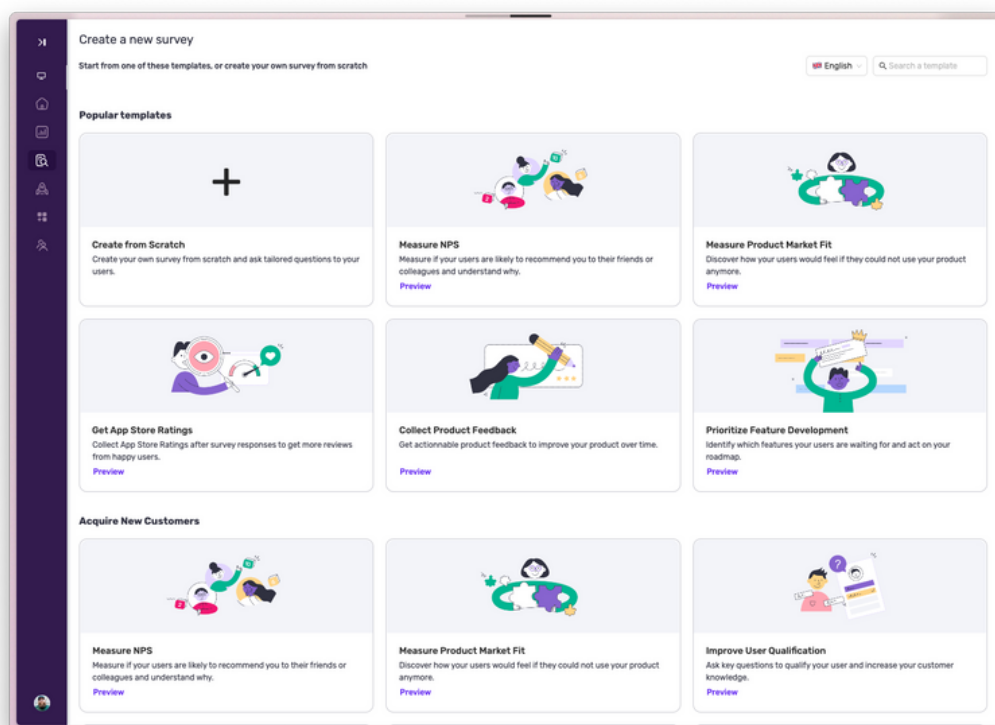 Create a new survey
Start from one of these templates, or create your own survey from scratch
English
Search a template
Popular templates
Create from Scratch
Create your own survey from scratch and ask tailored questions to your
users.
Measure NPS
Measure if your users are likely to recommend you to their friends or
colleagues and understand why.
Preview
Measure Product Market Fit
Discover how your users would feel if they could not use your product
anymore.
Preview
Get App Store Ratings
Collect App Store Ratings after survey responses to get more reviews
from happy users.
Preview
Collect Product Feedback
Get actionnable product feedback to improve your product over time.
Preview
Prioritize Feature Development
Identify which features your users are waiting for and act on your
roadmap.
Preview
Acquire New Customers
Measure NPS
Measure if your users are likely to recommend you to their friends or
colleagues and understand why.
Preview
Measure Product Market Fit
Discover how your users would feel if they could not use your product
anymore.
Preview
Improve User Qualification
Ask key questions to qualify your user and increase your customer
knowledge.
Preview